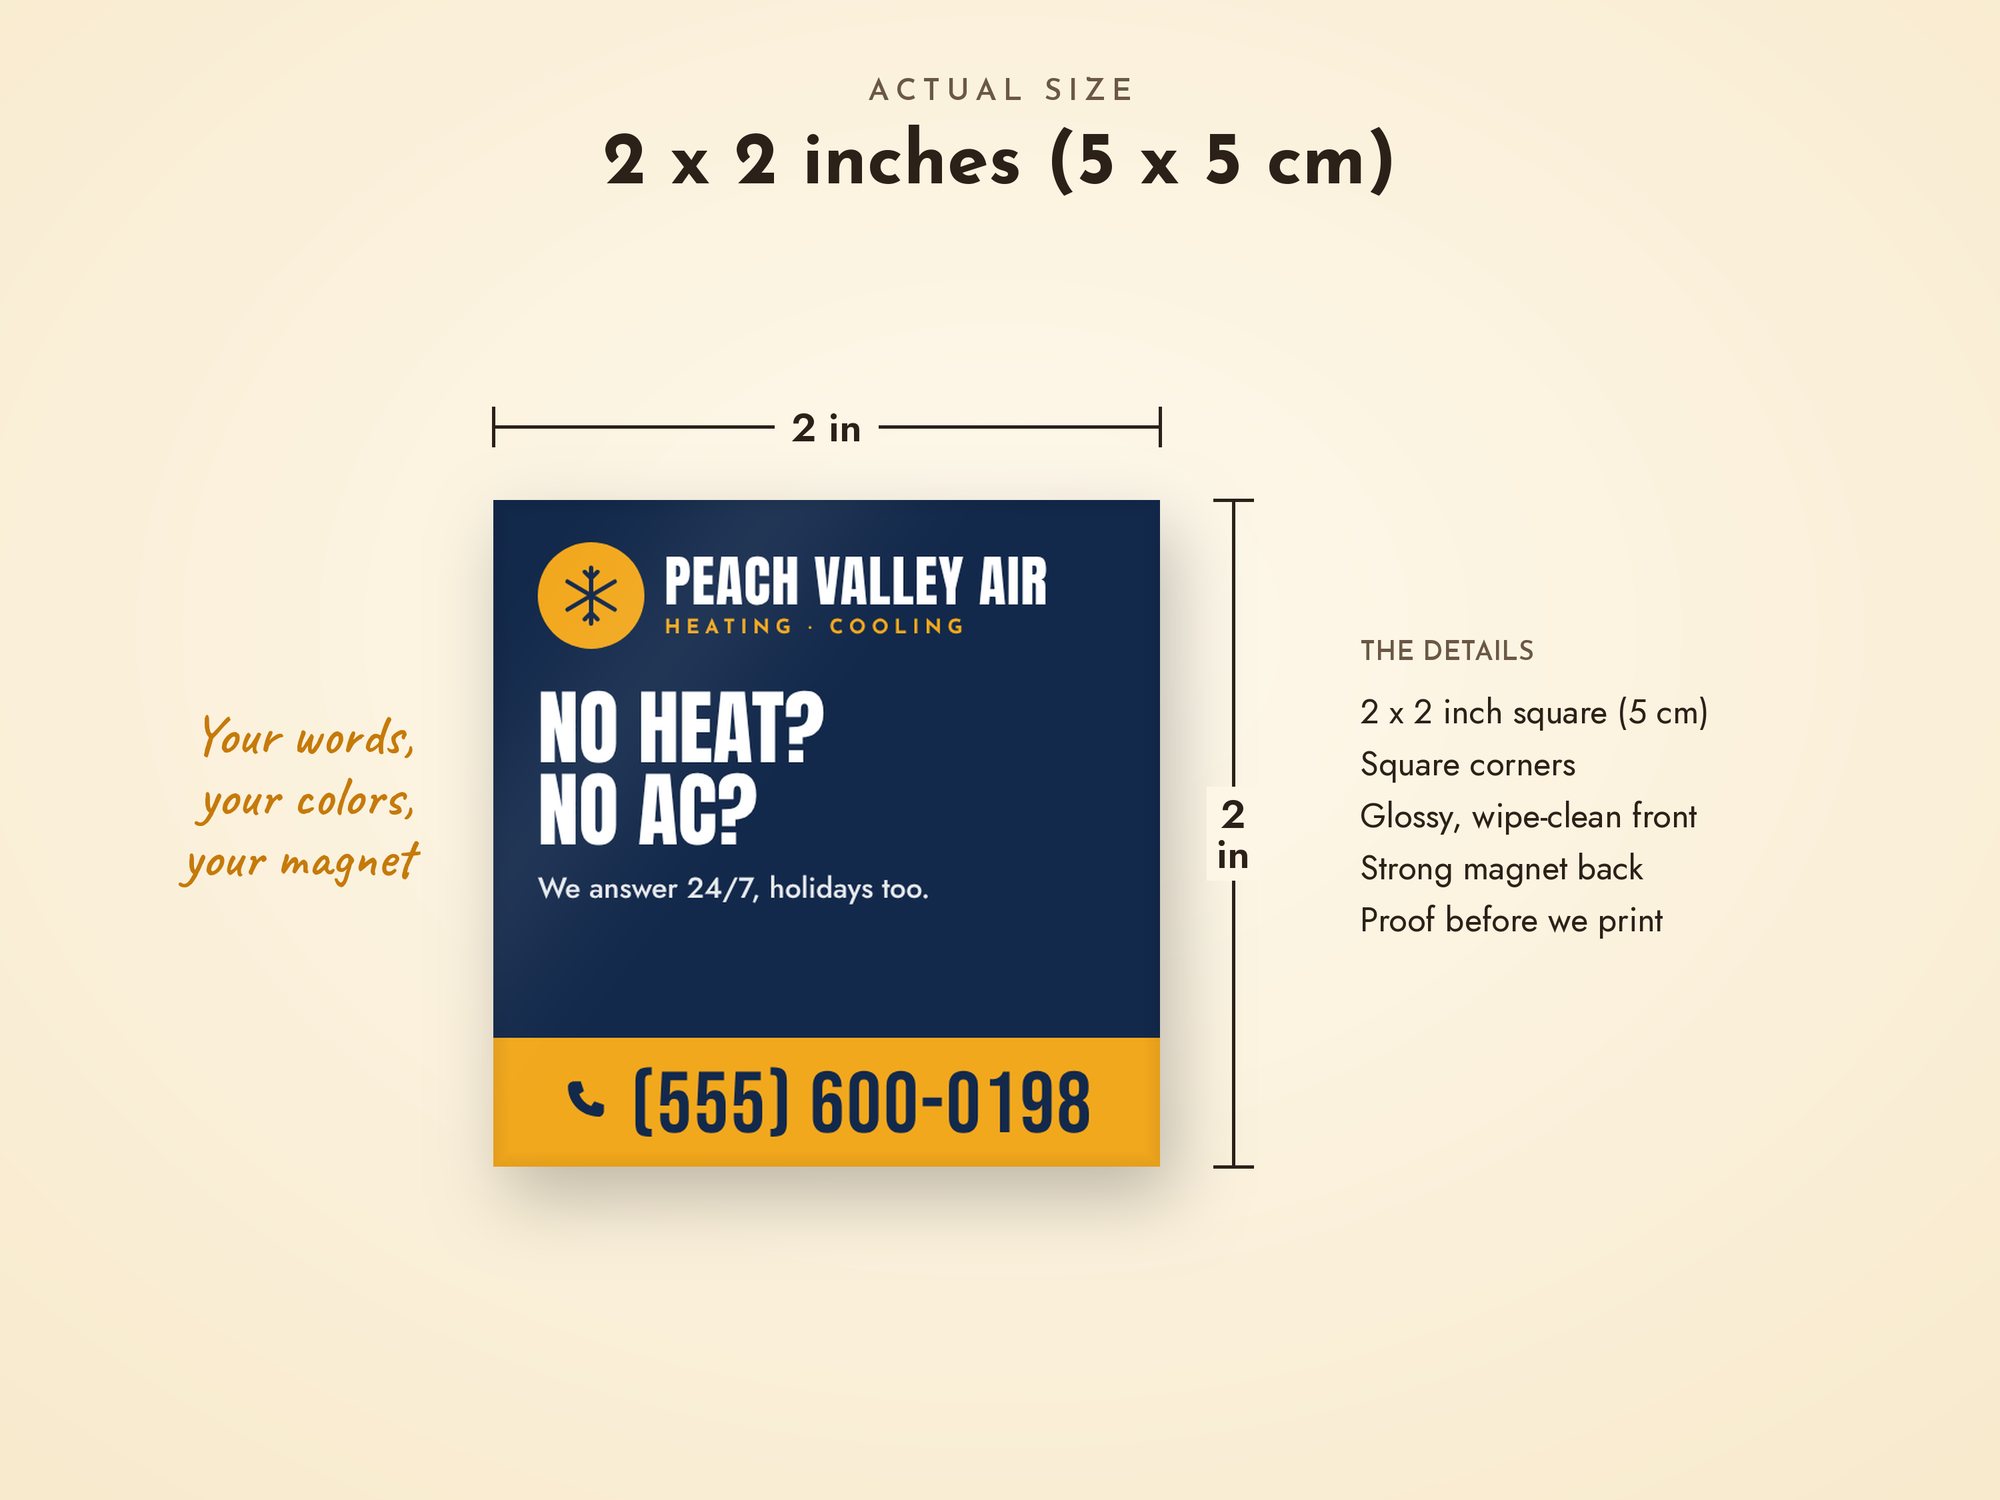 ACTUAL SIZE
2 x 2 inches (5 x 5 cm)
2 in
PEACH VALLEY AIR
HEATING · COOLING
NO HEAT?
NO AC?
We answer 24/7, holidays too.
(555) 600-0198
2
in
Your words,
your colors,
your magnet
THE DETAILS
2 x 2 inch square (5 cm)
Square corners
Glossy, wipe-clean front
Strong magnet back
Proof before we print